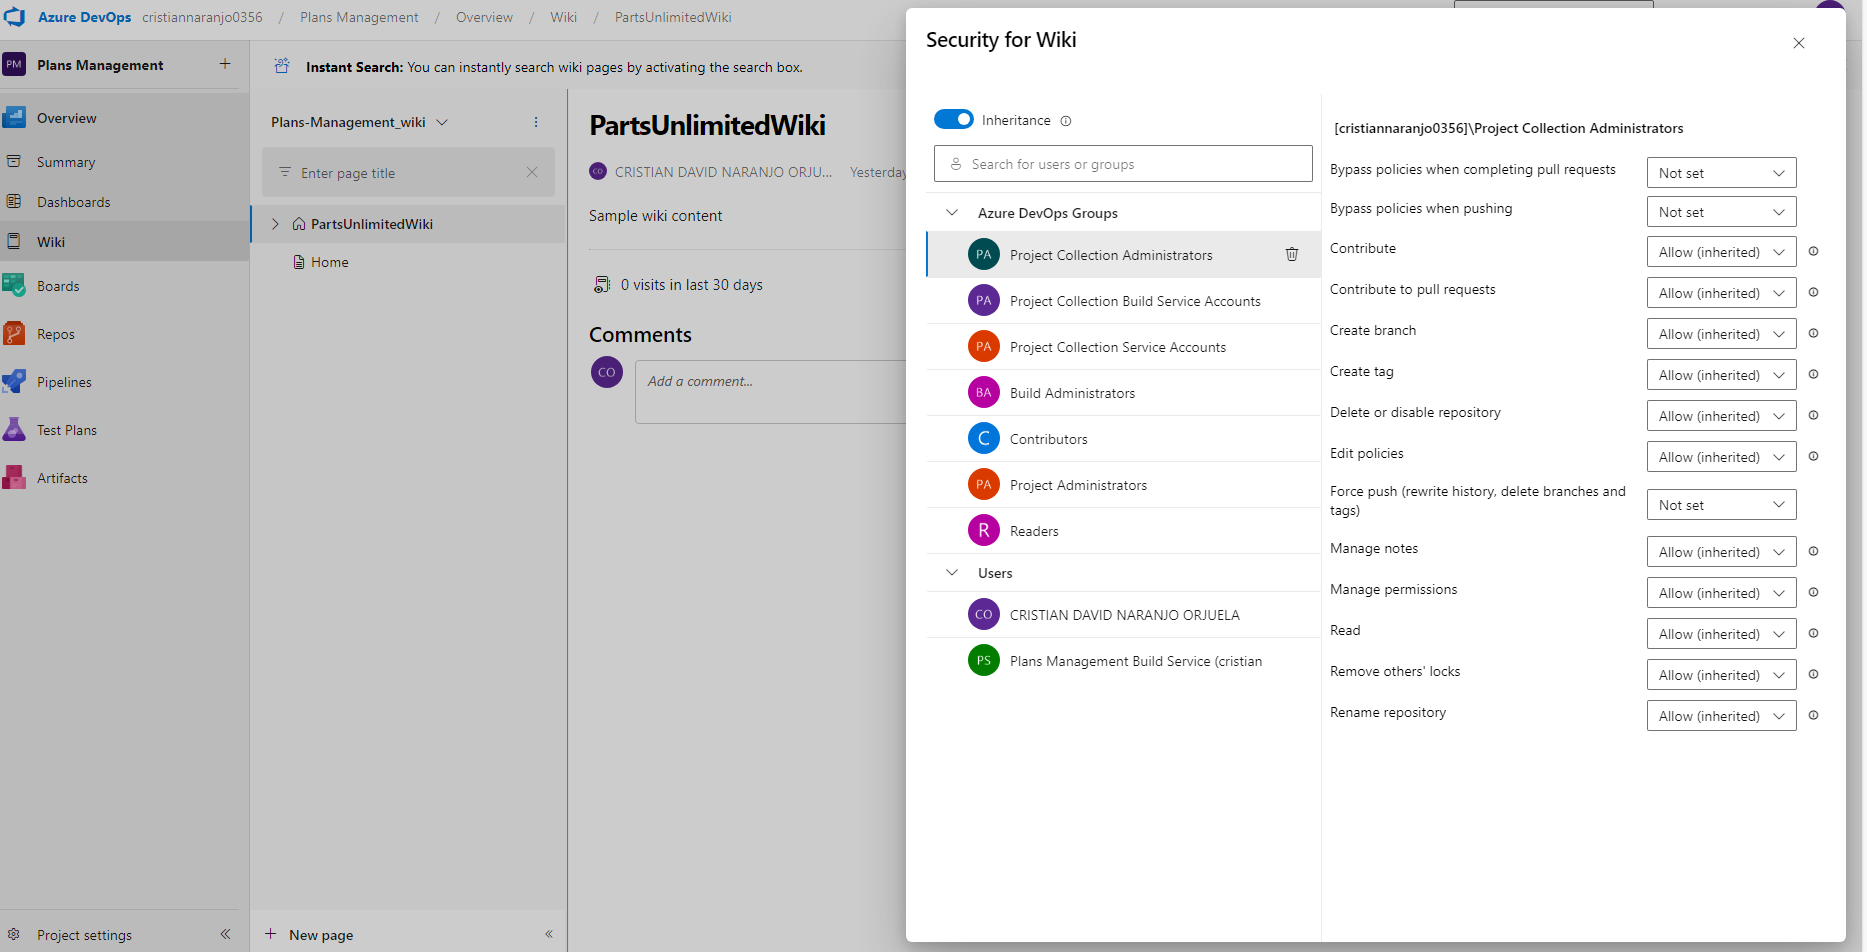 Azure DevOps cristiannaranjo0356 / Plans Management / Overview / Wiki / PartsUnlimitedWiki
PM Plans Management +
Overview
Summary
Dashboards
Wiki
Boards
Repos
Pipelines
Test Plans
Artifacts
Project settings
Instant Search: You can instantly search wiki pages by activating the search box.
Plans-Management_wiki
Enter page title
PartsUnlimitedWiki
Home
+ New page
PartsUnlimitedWiki
CO CRISTIAN DAVID NARANJO ORJU... Yesterday
Sample wiki content
0 visits in last 30 days
Comments
CO Add a comment...
Security for Wiki
Inheritance
Search for users or groups
Azure DevOps Groups
PA Project Collection Administrators
PA Project Collection Build Service Accounts
PA Project Collection Service Accounts
BA Build Administrators
C Contributors
PA Project Administrators
R Readers
Users
CO CRISTIAN DAVID NARANJO ORJUELA
PS Plans Management Build Service (cristian
[cristiannaranjo0356]\Project Collection Administrators
Bypass policies when completing pull requests Not set
Bypass policies when pushing Not set
Contribute Allow (inherited)
Contribute to pull requests Allow (inherited)
Create branch Allow (inherited)
Create tag Allow (inherited)
Delete or disable repository Allow (inherited)
Edit policies Allow (inherited)
Force push (rewrite history, delete branches and
tags) Not set
Manage notes Allow (inherited)
Manage permissions Allow (inherited)
Read Allow (inherited)
Remove others' locks Allow (inherited)
Rename repository Allow (inherited)